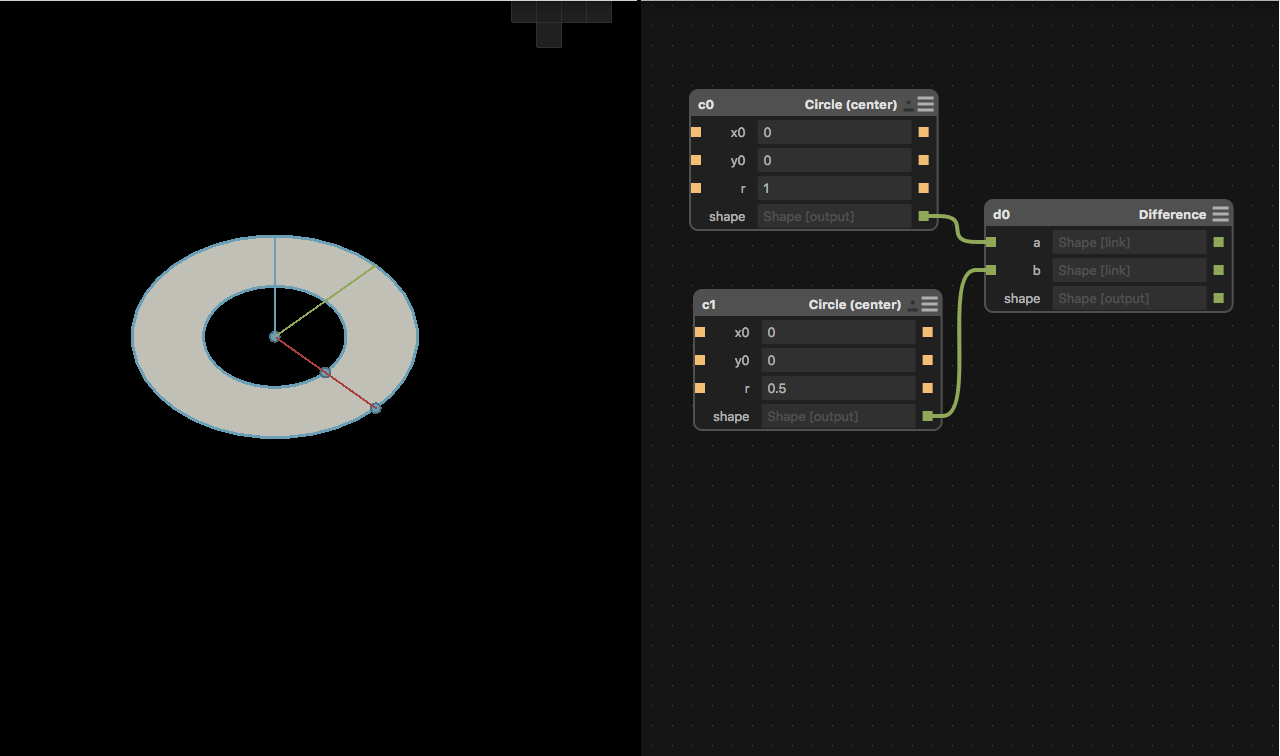 c0 Circle (center)
x0 0
y0 0
r 1
shape Shape [output]
d0 Difference
a Shape [link]
b Shape [link]
shape Shape [output]
c1 Circle (center)
x0 0
y0 0
r 0.5
shape Shape [output]